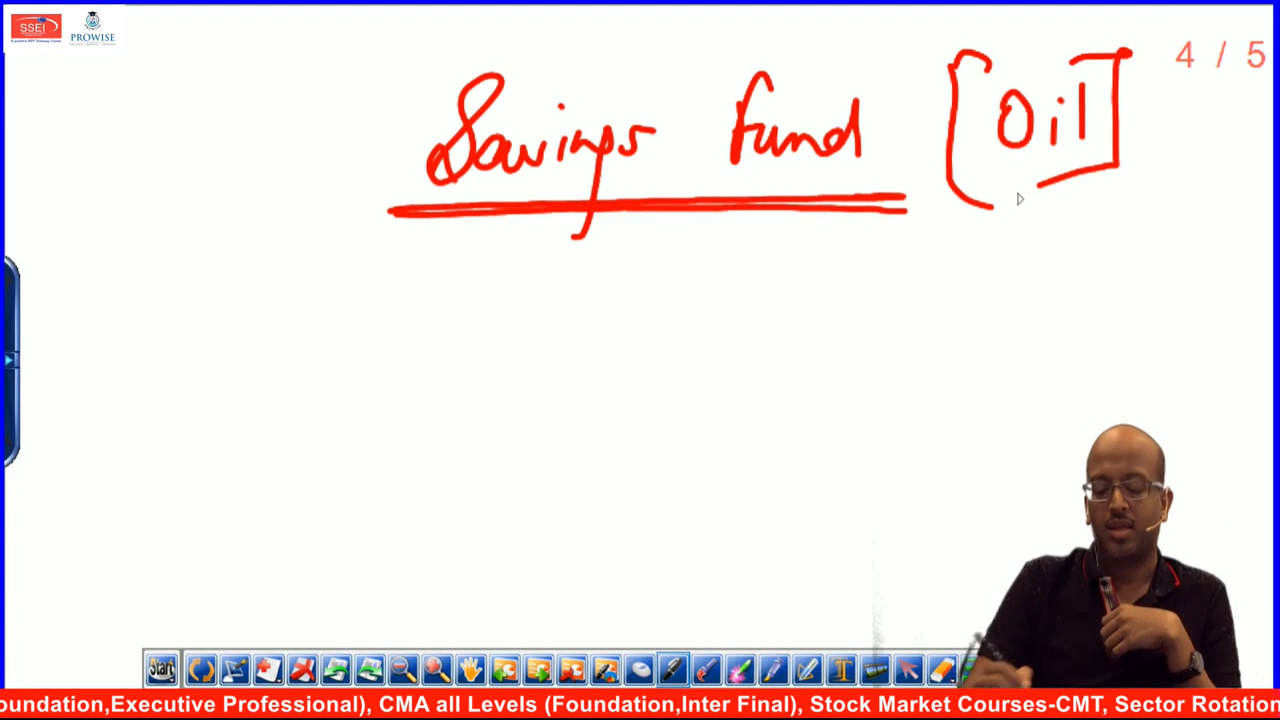 SSEI
PROWISE
4 / 5
Savings Fund [Oil]
Start
oundation,Executive Professional), CMA all Levels (Foundation,Inter Final), Stock Market Courses-CMT, Sector Rotation